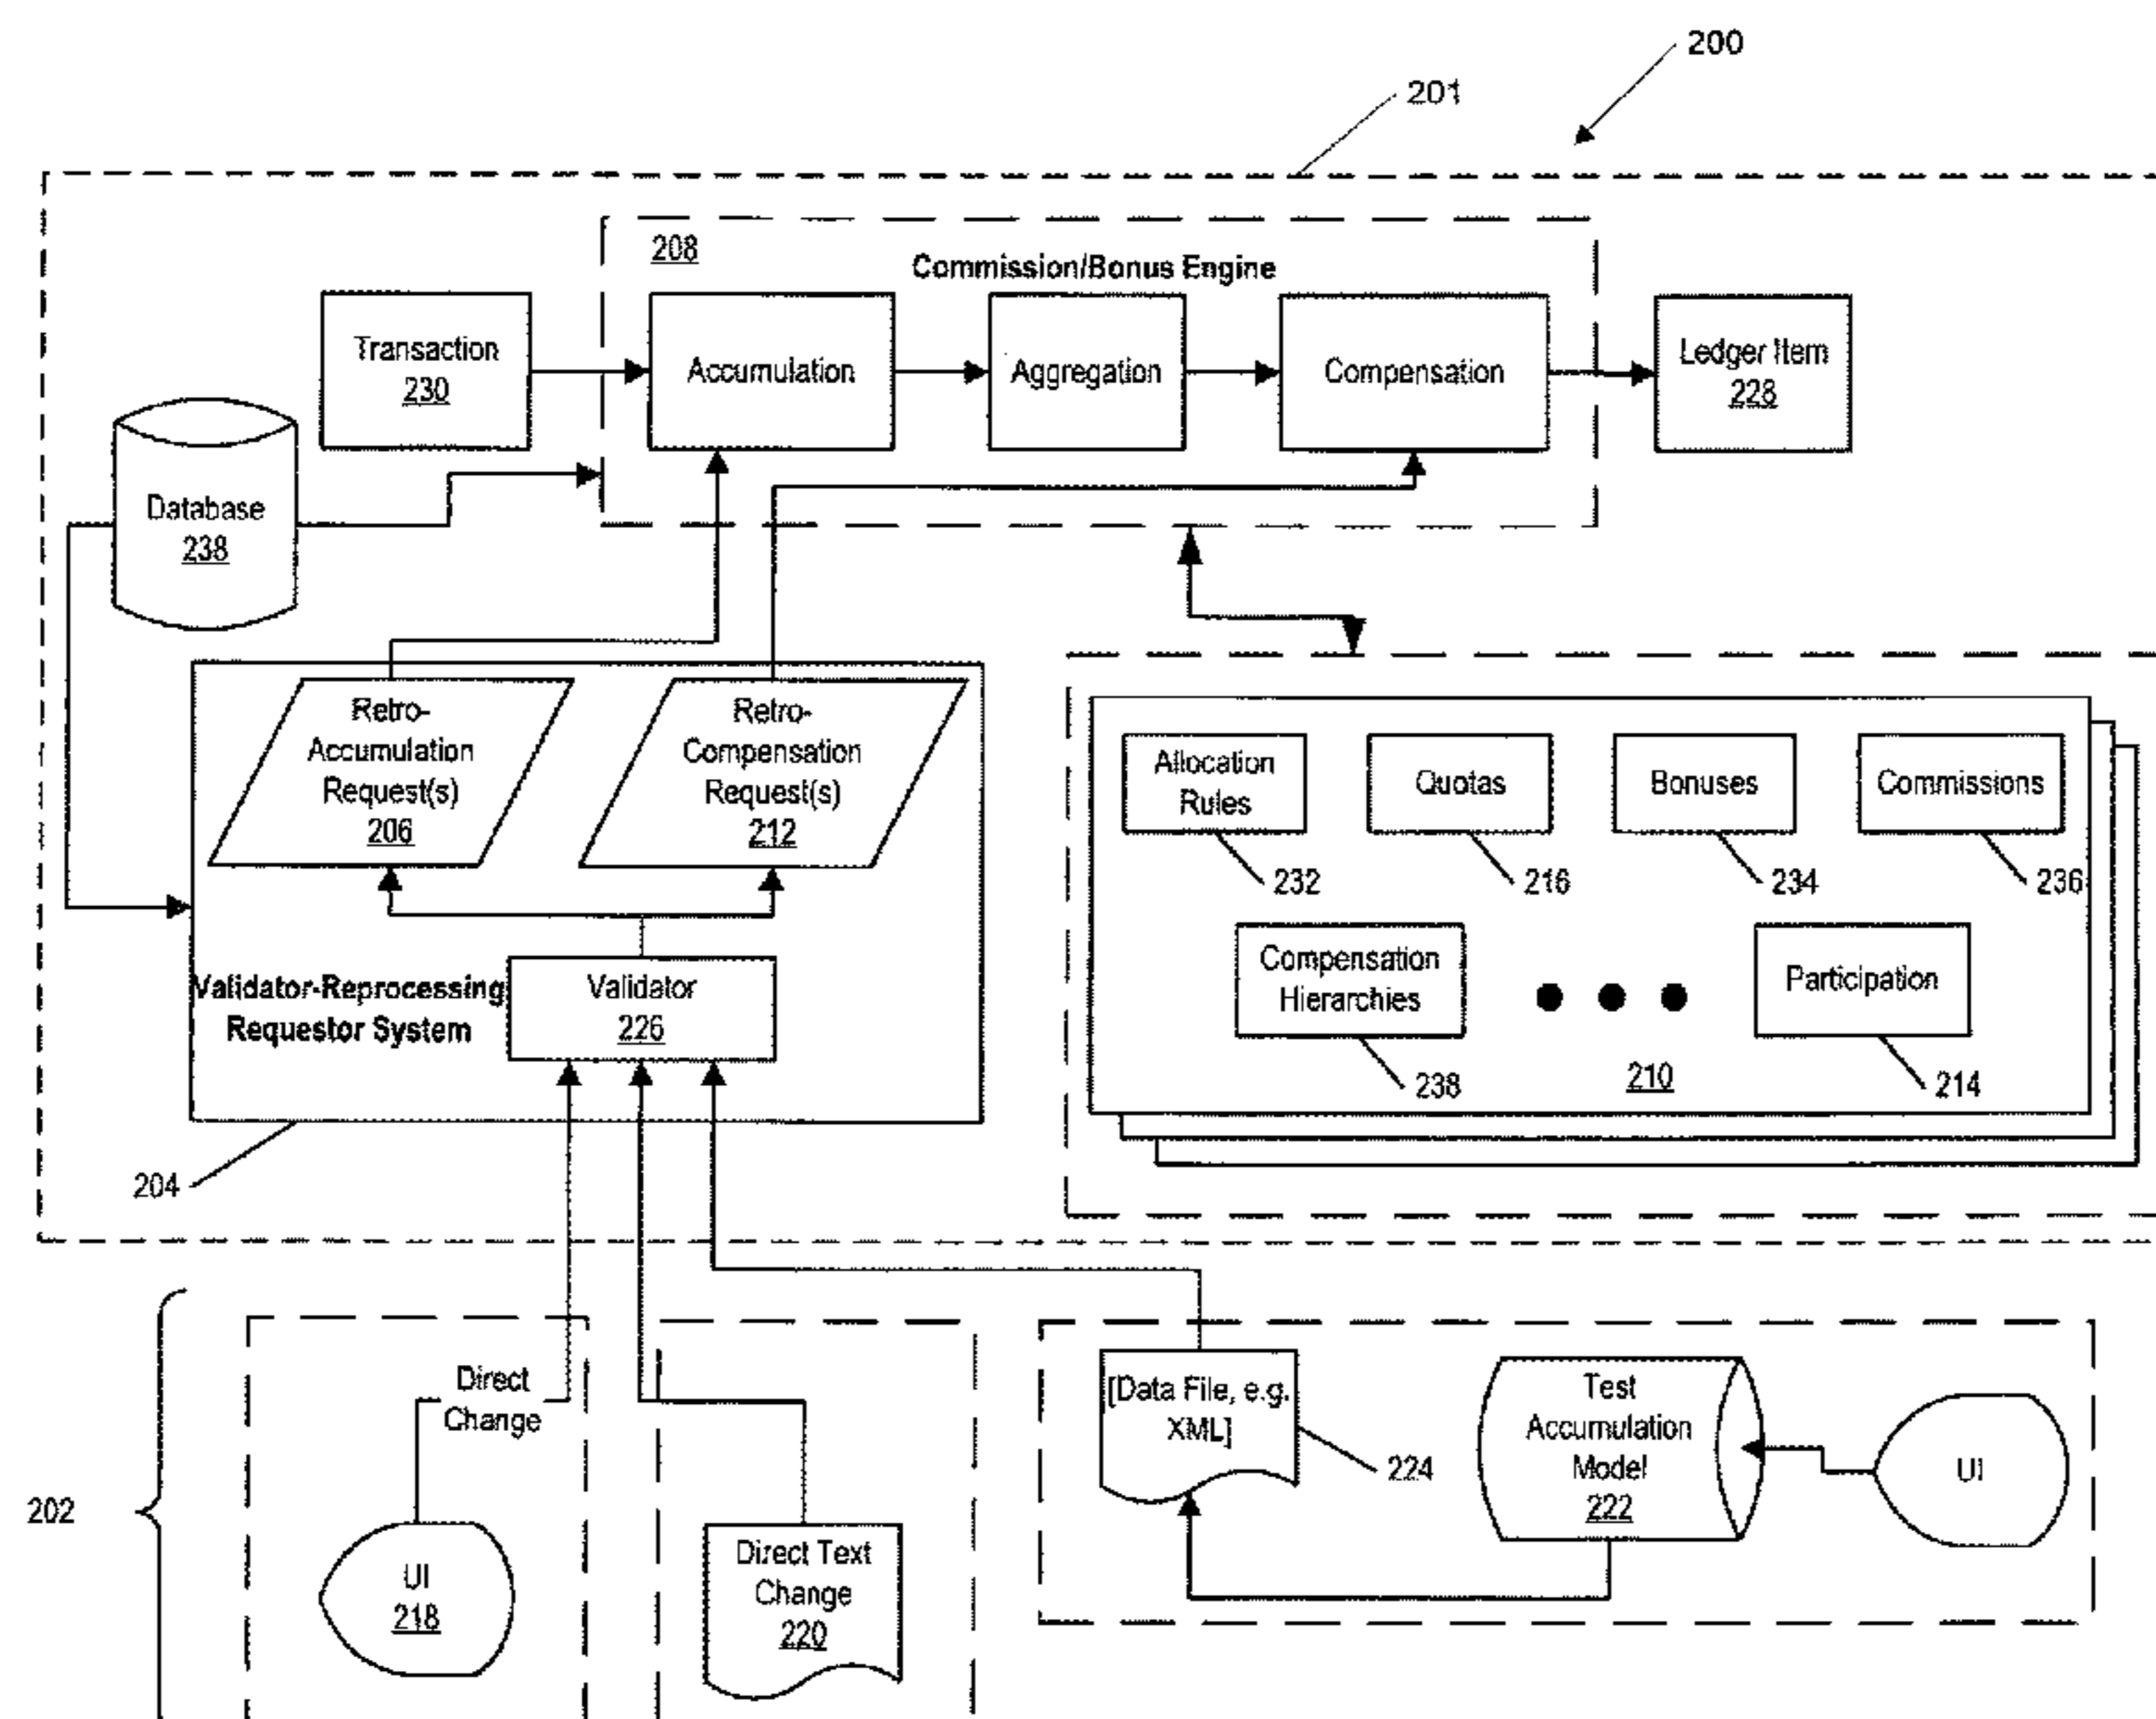 200
201
208
Commission/Bonus Engine
Transaction
230
Accumulation
Aggregation
Compensation
Ledger Item
228
Database
238
Retro-
Accumulation
Request(s)
206
Retro-
Compensation
Request(s)
212
Validator-Reprocessing
Requestor System
Validator
226
204
Allocation
Rules
232
Quotas
216
Bonuses
234
Commissions
236
Compensation
Hierarchies
238
210
Participation
214
202
Direct
Change
UI
218
Direct Text
Change
220
[Data File, e.g.
XML]
224
Test
Accumulation
Model
222
UI